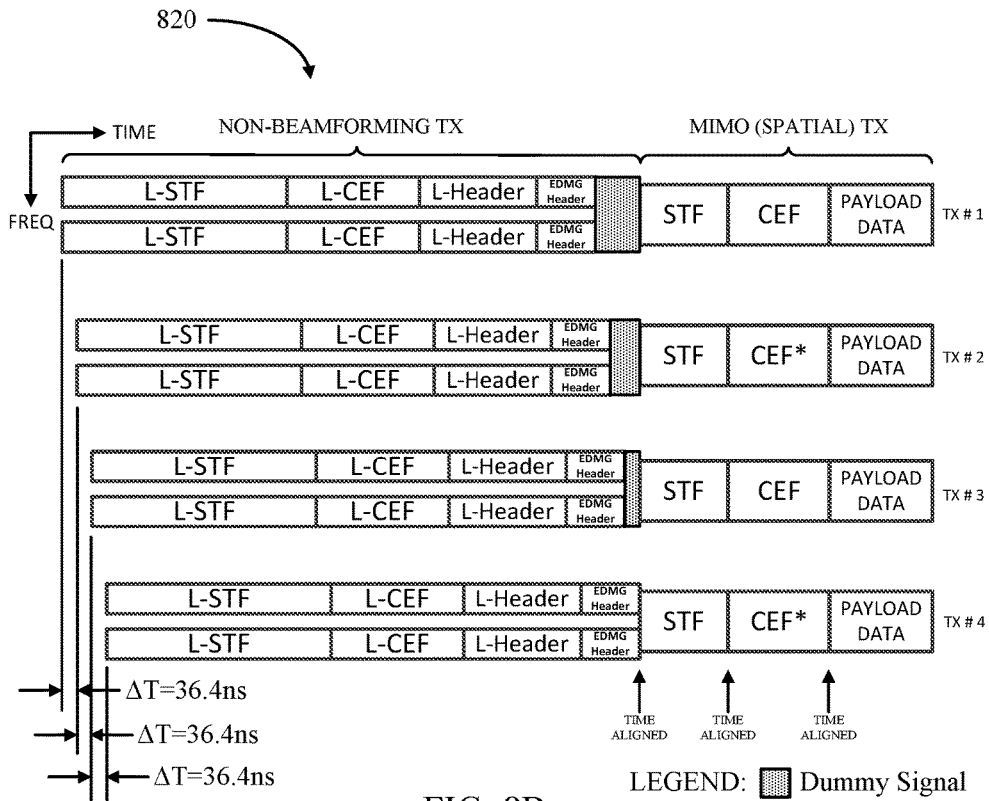 820
TIME
NON-BEAMFORMING TX
MIMO (SPATIAL) TX
FREQ
L-STF L-CEF L-Header EDMG Header
STF CEF PAYLOAD DATA TX # 1
L-STF L-CEF L-Header EDMG Header
L-STF L-CEF L-Header EDMG Header
STF CEF* PAYLOAD DATA TX # 2
L-STF L-CEF L-Header EDMG Header
L-STF L-CEF L-Header EDMG Header
STF CEF PAYLOAD DATA TX # 3
L-STF L-CEF L-Header EDMG Header
L-STF L-CEF L-Header EDMG Header
STF CEF* PAYLOAD DATA TX # 4
L-STF L-CEF L-Header EDMG Header
ΔT=36.4ns
TIME ALIGNED TIME ALIGNED TIME ALIGNED
ΔT=36.4ns
ΔT=36.4ns
LEGEND: Dummy Signal